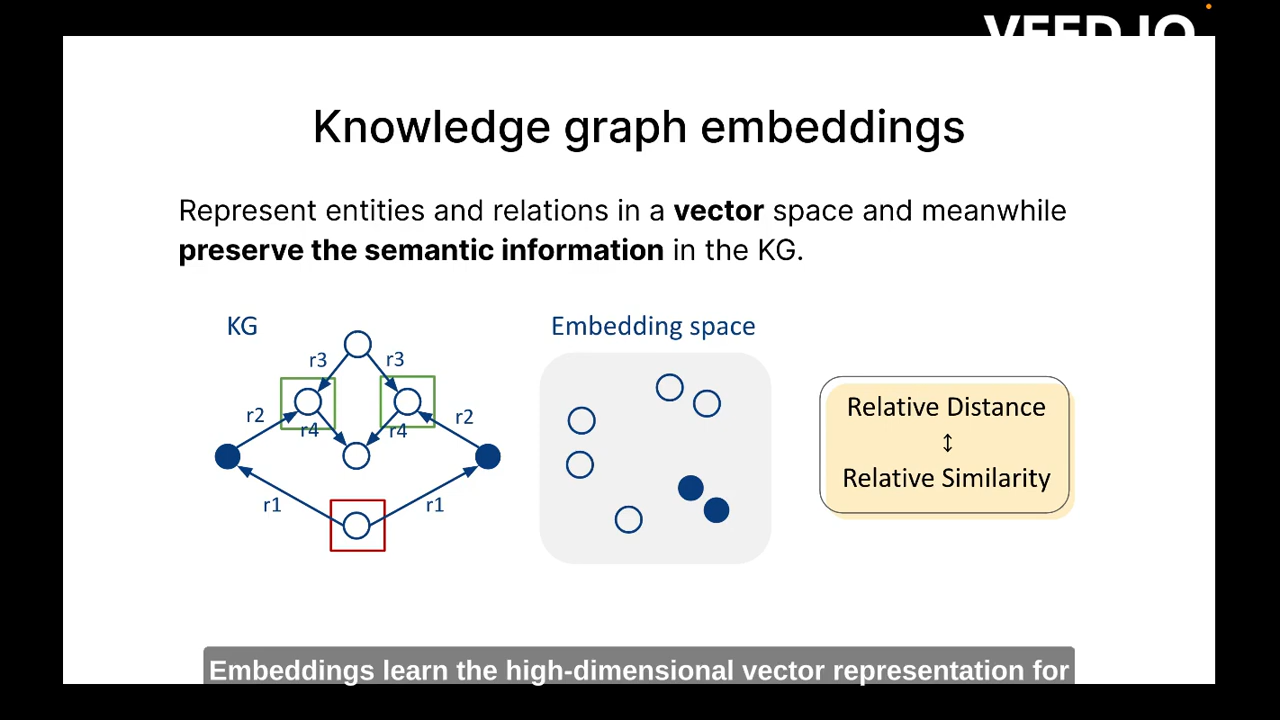 VEED.IO
Knowledge graph embeddings
Represent entities and relations in a vector space and meanwhile
preserve the semantic information in the KG.
KG
r3 r3
r2 r4 r4 r2
r1 r1
Embedding space
Relative Distance
↕
Relative Similarity
Embeddings learn the high-dimensional vector representation for